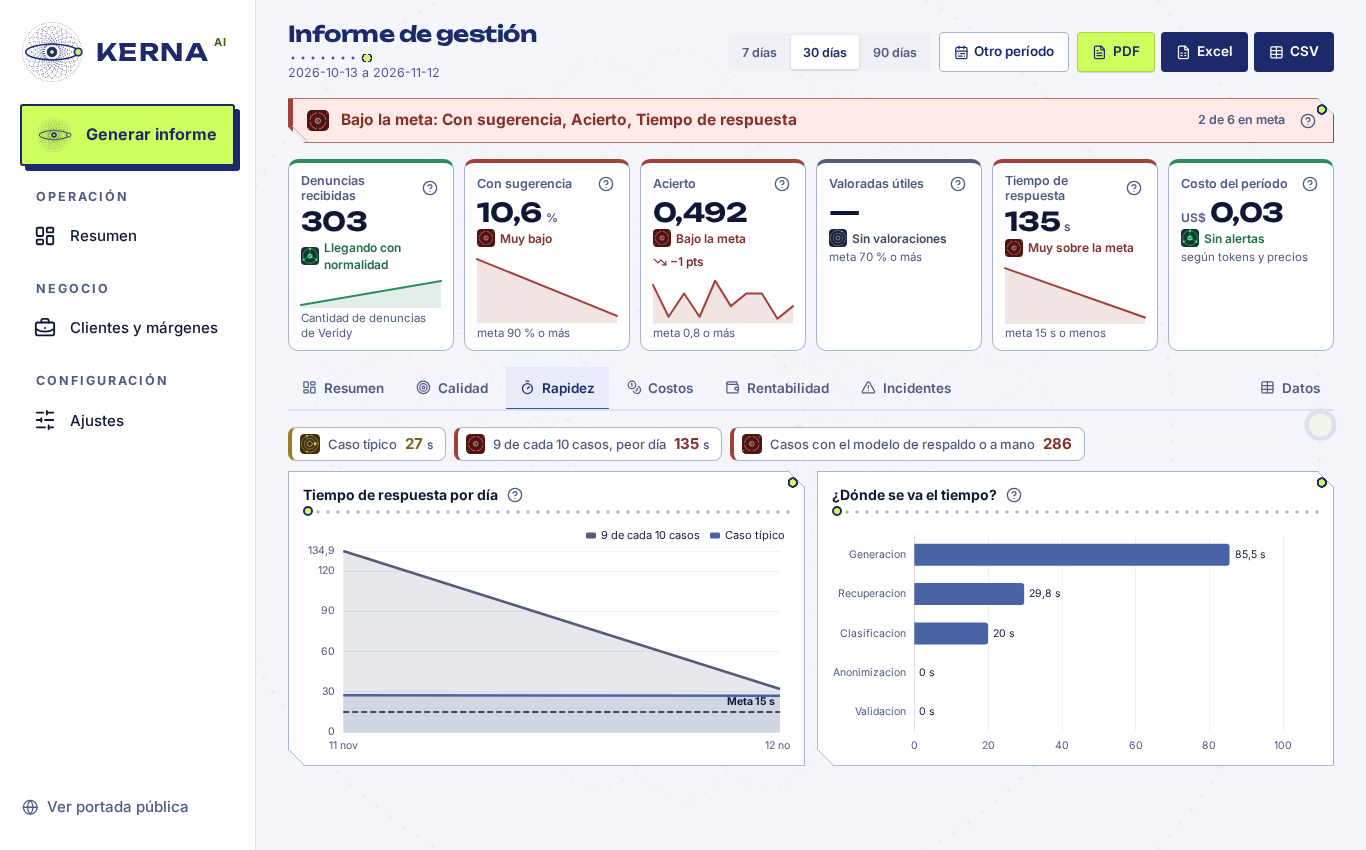 KERNA AI
Generar informe
OPERACIÓN
Resumen
NEGOCIO
Clientes y márgenes
CONFIGURACIÓN
Ajustes
Ver portada pública
Informe de gestión
2026-10-13 a 2026-11-12
7 días
30 días
90 días
Otro período
PDF
Excel
CSV
Bajo la meta: Con sugerencia, Acierto, Tiempo de respuesta
2 de 6 en meta
Denuncias
recibidas
303
Llegando con
normalidad
Cantidad de denuncias
de Veridy
Con sugerencia
10,6 %
Muy bajo
meta 90 % o más
Acierto
0,492
Bajo la meta
−1 pts
meta 0,8 o más
Valoradas útiles
—
Sin valoraciones
meta 70 % o más
Tiempo de
respuesta
135 s
Muy sobre la meta
meta 15 s o menos
Costo del período
US$ 0,03
Sin alertas
según tokens y precios
Resumen
Calidad
Rapidez
Costos
Rentabilidad
Incidentes
Datos
Caso típico 27 s
9 de cada 10 casos, peor día 135 s
Casos con el modelo de respaldo o a mano 286
Tiempo de respuesta por día
9 de cada 10 casos
Caso típico
134,9
120
90
60
30
0
Meta 15 s
11 nov
12 no
¿Dónde se va el tiempo?
Generacion
85,5 s
Recuperacion
29,8 s
Clasificacion
20 s
Anonimizacion
0 s
Validacion
0 s
0
20
40
60
80
100